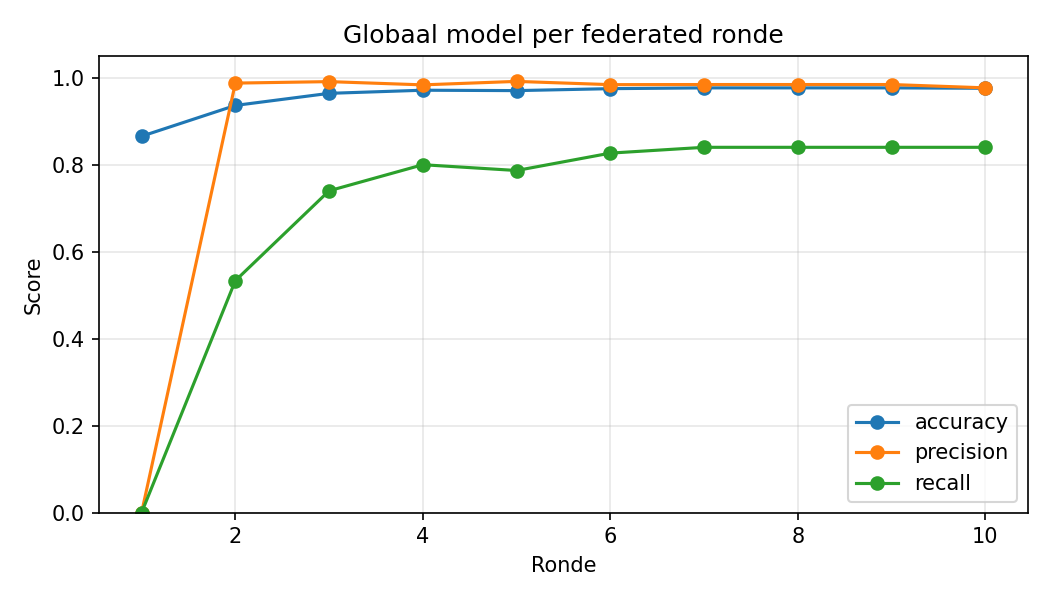 Globaal model per federated ronde
1.0
0.8
0.6
0.4
0.2
0.0
Score
2 4 6 8 10
Ronde
accuracy
precision
recall